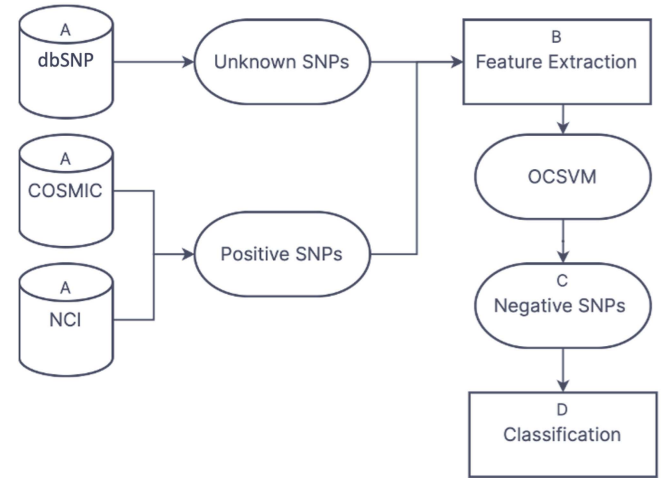 A
dbSNP
Unknown SNPs
B
Feature Extraction
A
COSMIC
OCSVM
Positive SNPs
A
NCI
C
Negative SNPs
D
Classification